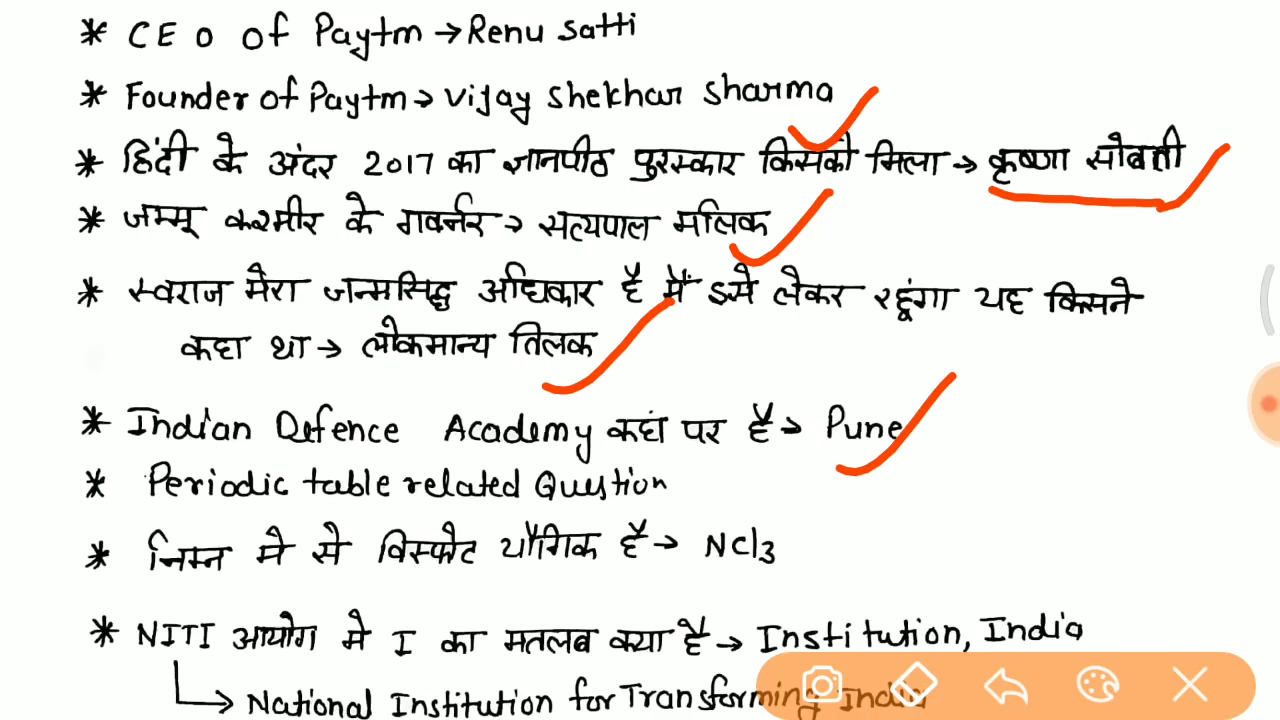 * CEO of Paytm → Renu Satti
* Founder of Paytm → Vijay Shekhar Sharma
* हिंदी के अंदर 2017 का ज्ञानपीठ पुरस्कार किसको मिला → कृष्णा सोबती
* जम्मू कश्मीर के गवर्नर → सत्यपाल मलिक
* स्वराज मेरा जन्मसिद्ध अधिकार है मैं इसे लेकर रहूंगा यह किसने
कहा था → लोकमान्य तिलक
* Indian Defence Academy कहां पर है → Pune
* Periodic table related Question
* निम्न मे से विस्फोट यौगिक है → NCl3
* NITI आयोग मे I का मतलब क्या है → Institution, India
→ National Institution for Transforming India